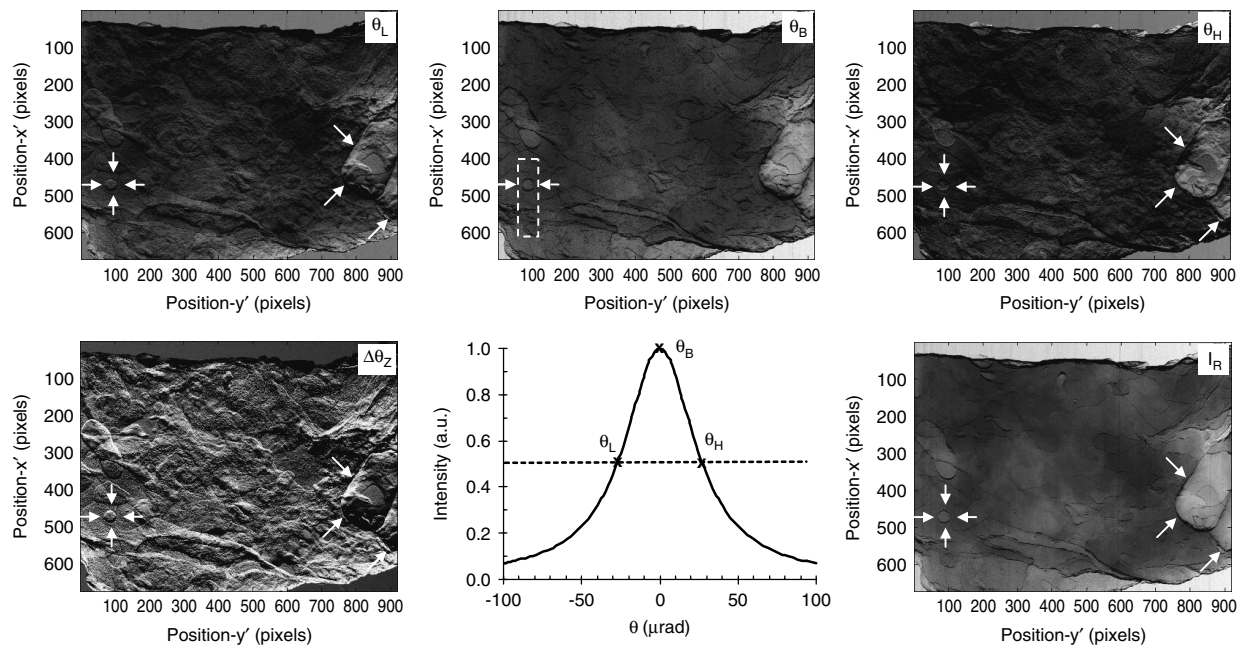 θL
100
200
300
400
500
600
Position-x′ (pixels)
100 200 300 400 500 600 700 800 900
Position-y′ (pixels)
θB
100
200
300
400
500
600
Position-x′ (pixels)
100 200 300 400 500 600 700 800 900
Position-y′ (pixels)
θH
100
200
300
400
500
600
Position-x′ (pixels)
100 200 300 400 500 600 700 800 900
Position-y′ (pixels)
ΔθZ
100
200
300
400
500
600
Position-x′ (pixels)
100 200 300 400 500 600 700 800 900
Position-y′ (pixels)
1.0
0.8
0.6
0.4
0.2
0.0
Intensity (a.u.)
θB
θL
θH
-100 -50 0 50 100
θ (μrad)
IR
100
200
300
400
500
600
Position-x′ (pixels)
100 200 300 400 500 600 700 800 900
Position-y′ (pixels)